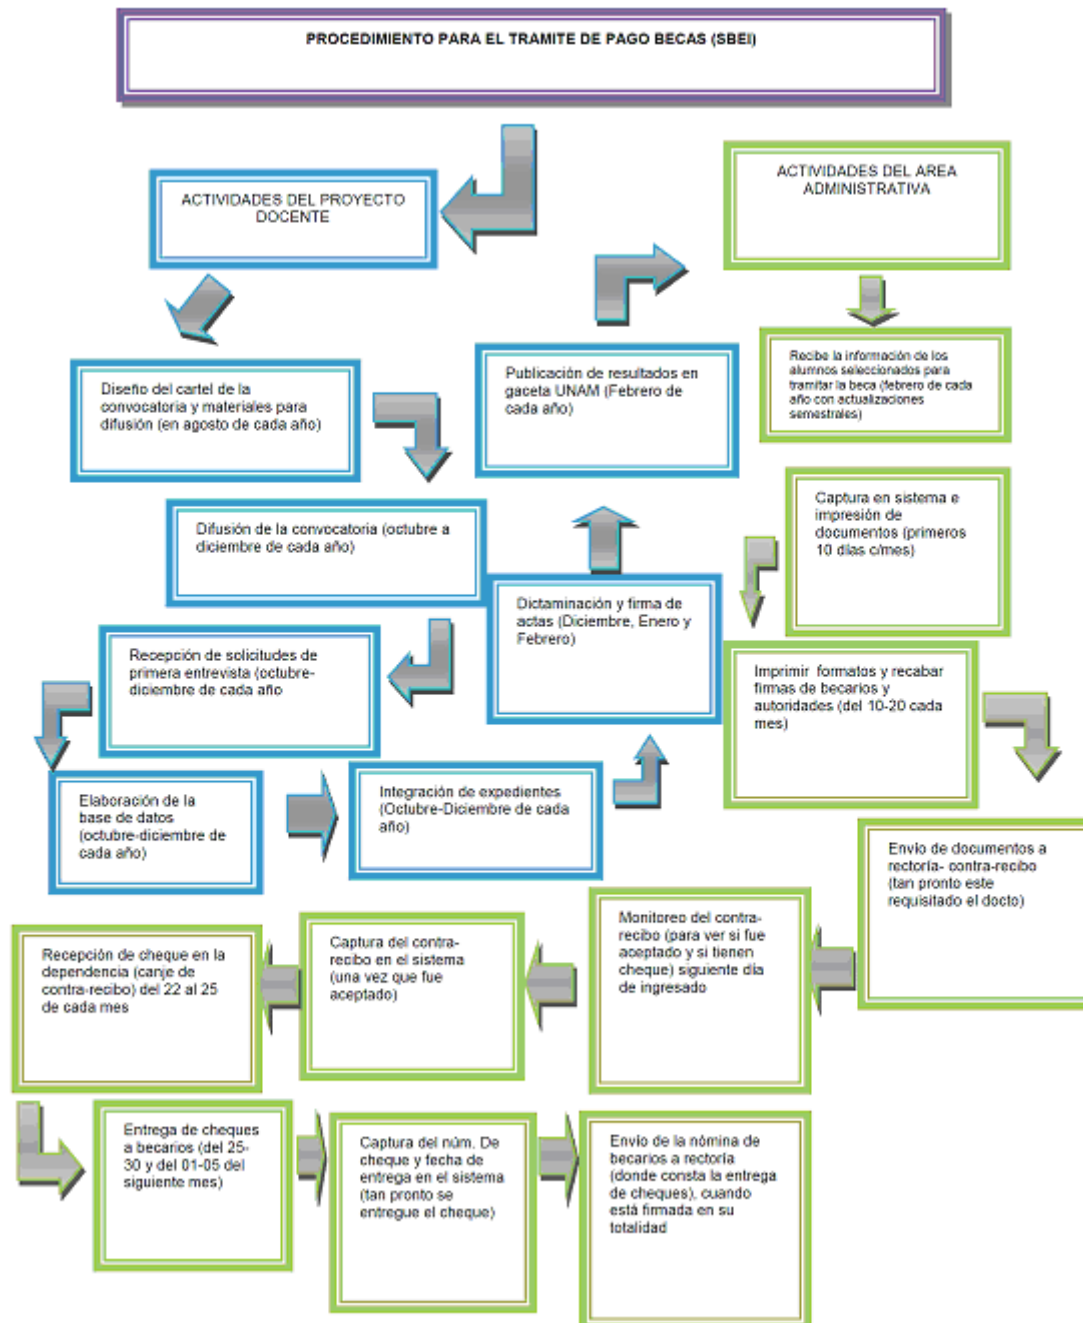 PROCEDIMIENTO PARA EL TRAMITE DE PAGO BECAS (SBEI)
ACTIVIDADES DEL PROYECTO
DOCENTE
ACTIVIDADES DEL AREA
ADMINISTRATIVA
Diseño del cartel de la
convocatoria y materiales para
difusión (en agosto de cada año)
Publicación de resultados en
gaceta UNAM (Febrero de
cada año)
Recibe la información de los
alumnos seleccionados para
tramitar la beca (febrero de cada
año con actualizaciones
semestrales)
Difusión de la convocatoria (octubre a
diciembre de cada año)
Captura en sistema e
impresión de
documentos (primeros
10 días c/mes)
Dictaminación y firma de
actas (Diciembre, Enero y
Febrero)
Recepción de solicitudes de
primera entrevista (octubre-
diciembre de cada año
Imprimir formatos y recabar
firmas de becarios y
autoridades (del 10-20 cada
mes)
Elaboración de la
base de datos
(octubre-diciembre de
cada año)
Integración de expedientes
(Octubre-Diciembre de cada
año)
Envío de documentos a
rectoría- contra-recibo
(tan pronto este
requisitado el docto)
Monitoreo del contra-
recibo (para ver si fue
aceptado y si tienen
cheque) siguiente día
de ingresado
Captura del contra-
recibo en el sistema
(una vez que fue
aceptado)
Recepción de cheque en la
dependencia (canje de
contra-recibo) del 22 al 25
de cada mes
Entrega de cheques
a becarios (del 25-
30 y del 01-05 del
siguiente mes)
Captura del núm. De
cheque y fecha de
entrega en el sistema
(tan pronto se
entregue el cheque)
Envío de la nómina de
becarios a rectoría
(donde consta la entrega
de cheques), cuando
está firmada en su
totalidad